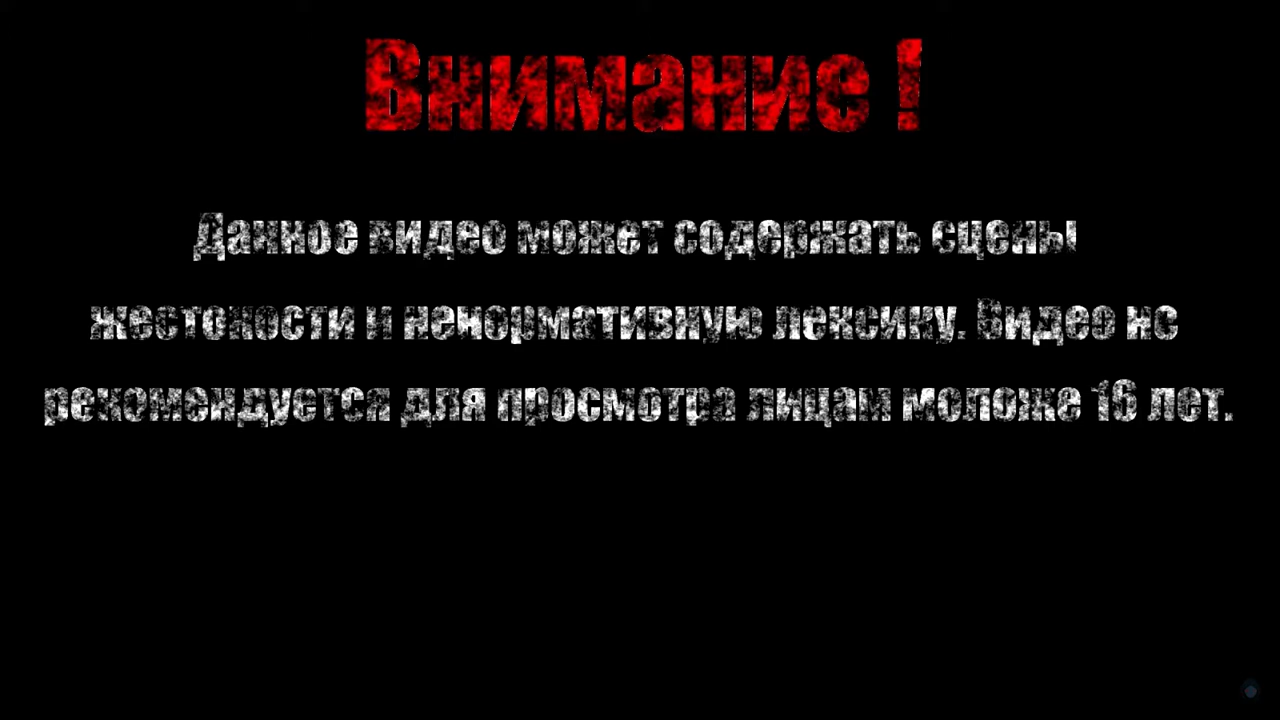 Внимание !
Данное видео может содержать сцены
жестокости и ненормативную лексику. Видео не
рекомендуется для просмотра лицам моложе 16 лет.